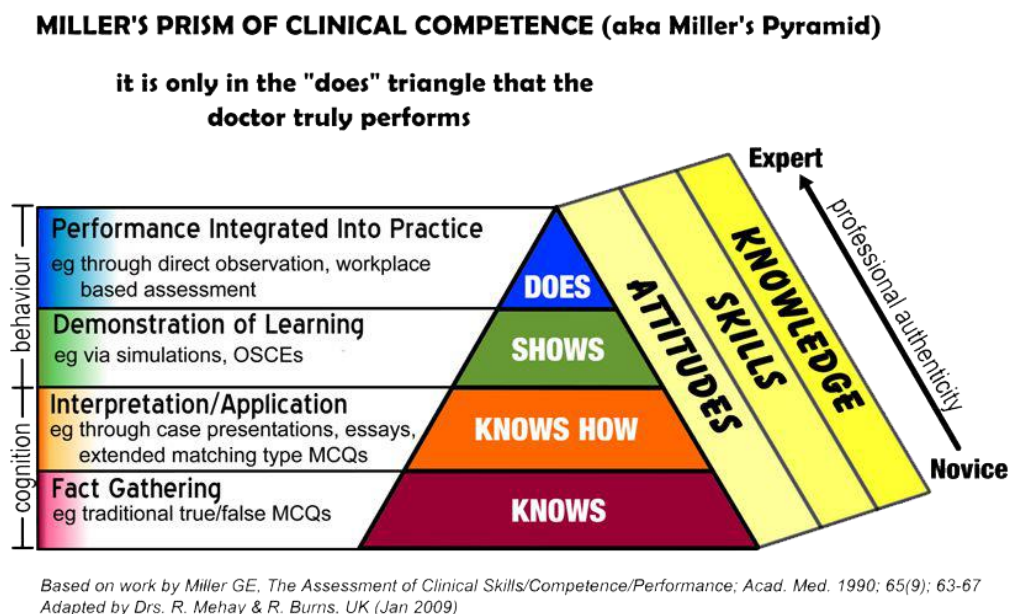 MILLER'S PRISM OF CLINICAL COMPETENCE (aka Miller's Pyramid)
it is only in the "does" triangle that the
doctor truly performs
Expert
professional authenticity
Novice
behaviour
cognition
Performance Integrated Into Practice
eg through direct observation, workplace
based assessment
DOES
Demonstration of Learning
eg via simulations, OSCEs
SHOWS
Interpretation/Application
eg through case presentations, essays,
extended matching type MCQs
KNOWS HOW
Fact Gathering
eg traditional true/false MCQs
KNOWS
ATTITUDES
SKILLS
KNOWLEDGE
Based on work by Miller GE, The Assessment of Clinical Skills/Competence/Performance; Acad. Med. 1990; 65(9); 63-67
Adapted by Drs. R. Mehay & R. Burns, UK (Jan 2009)